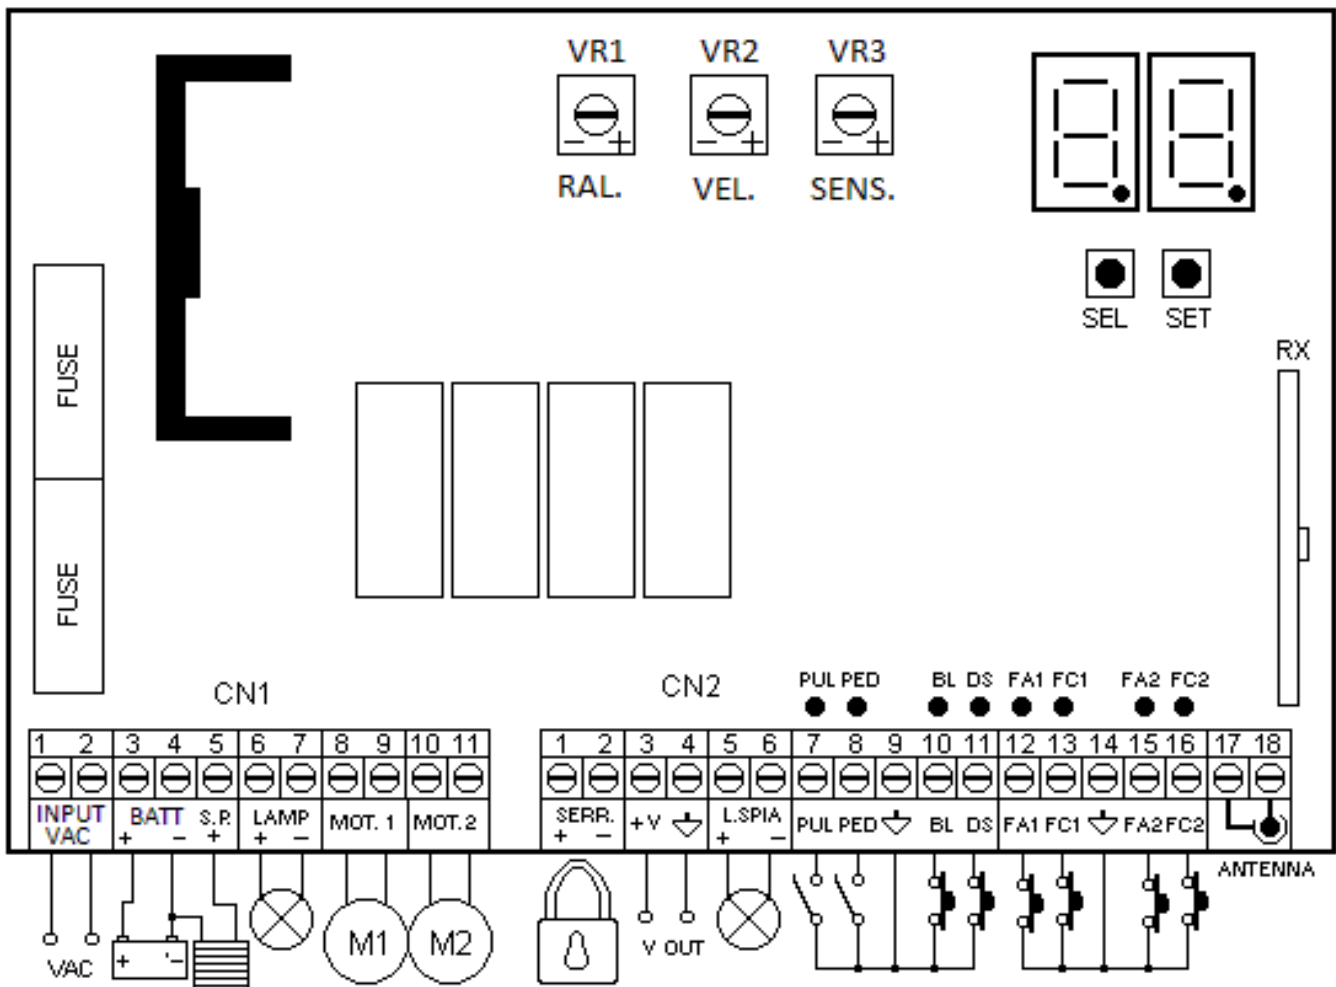 VR1 VR2 VR3
- + - + - +
RAL. VEL. SENS.
8. 8.
SEL SET
RX
FUSE
FUSE
CN1 CN2
PUL PED BL DS FA1 FC1 FA2 FC2
1 2 3 4 5 6 7 8 9 10 11
1 2 3 4 5 6 7 8 9 10 11 12 13 14 15 16 17 18
INPUT VAC
BATT + -
S.P. +
LAMP + -
MOT. 1
MOT. 2
SERR. + -
+V
L.SPIA + -
PUL PED BL DS FA1 FC1 FA2 FC2
ANTENNA
VAC
+ -
M1 M2
V OUT